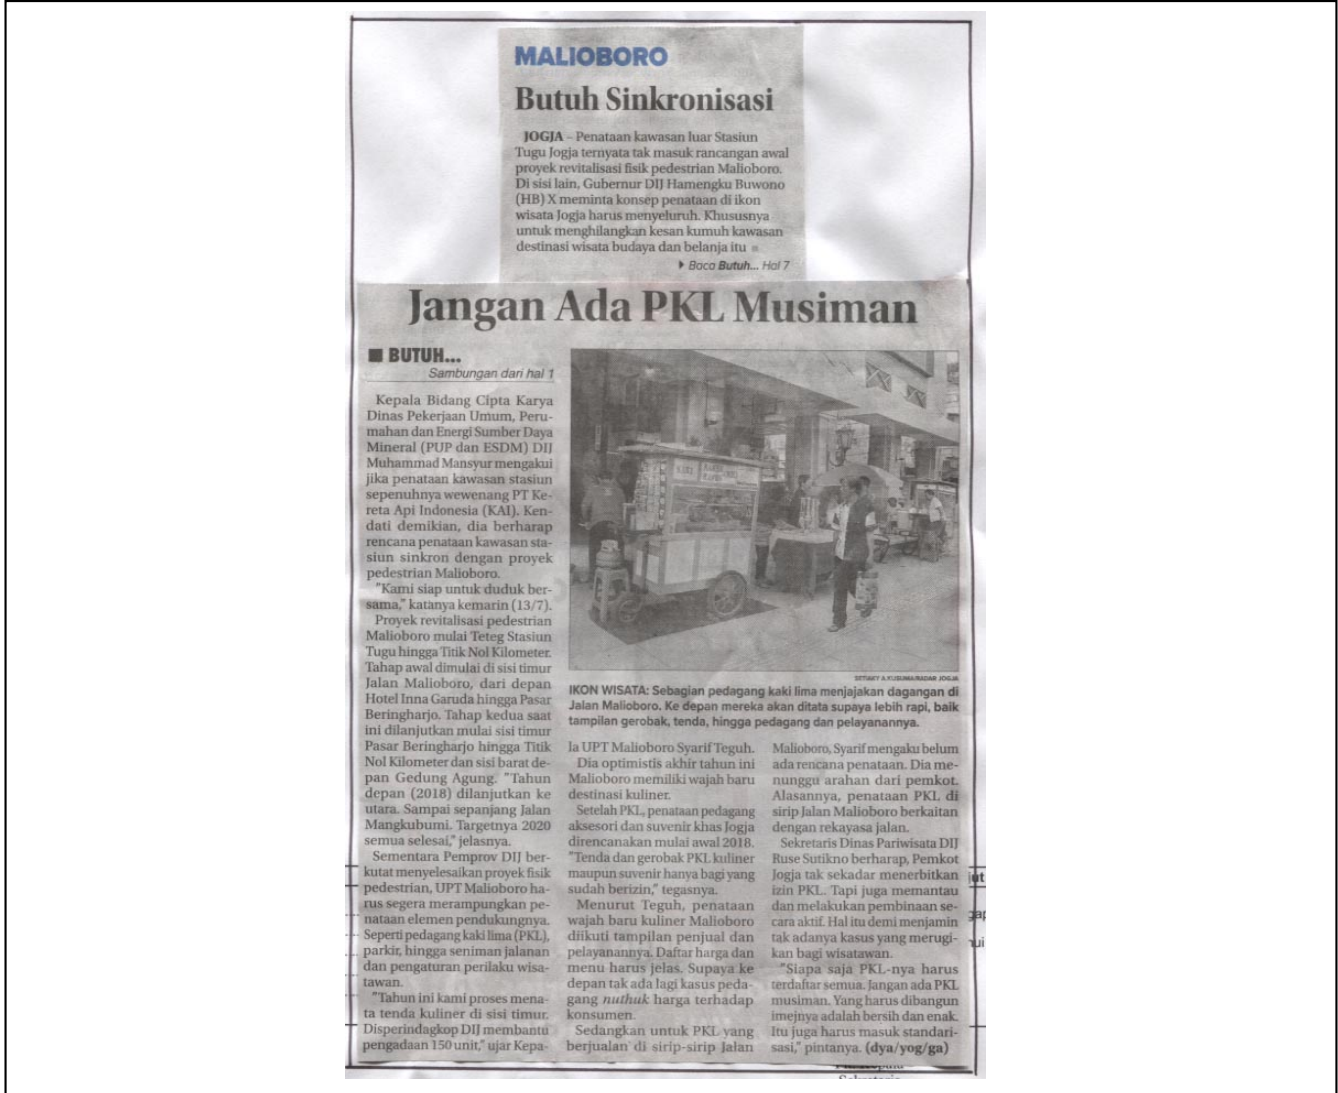 MALIOBORO
Butuh Sinkronisasi
JOGJA – Penataan kawasan luar Stasiun
Tugu Jogja ternyata tak masuk rancangan awal
proyek revitalisasi fisik pedestrian Malioboro.
Di sisi lain, Gubernur DIJ Hamengku Buwono
(HB) X meminta konsep penataan di ikon
wisata Jogja harus menyeluruh. Khususnya
untuk menghilangkan kesan kumuh kawasan
destinasi wisata budaya dan belanja itu
Baca Butuh... Hal 7
Jangan Ada PKL Musiman
BUTUH...
Sambungan dari hal 1
Kepala Bidang Cipta Karya
Dinas Pekerjaan Umum, Peru-
mahan dan Energi Sumber Daya
Mineral (PUP dan ESDM) DIJ
Muhammad Mansyur mengakui
jika penataan kawasan stasiun
sepenuhnya wewenang PT Ke-
reta Api Indonesia (KAI). Ken-
dati demikian, dia berharap
rencana penataan kawasan sta-
siun sinkron dengan proyek
pedestrian Malioboro.
"Kami siap untuk duduk ber-
sama," katanya kemarin (13/7).
Proyek revitalisasi pedestrian
Malioboro mulai Teteg Stasiun
Tugu hingga Titik Nol Kilometer.
Tahap awal dimulai di sisi timur
Jalan Malioboro, dari depan
Hotel Inna Garuda hingga Pasar
Beringharjo. Tahap kedua saat
ini dilanjutkan mulai sisi timur
Pasar Beringharjo hingga Titik
Nol Kilometer dan sisi barat de-
pan Gedung Agung. "Tahun
depan (2018) dilanjutkan ke
utara. Sampai sepanjang Jalan
Mangkubumi. Targetnya 2020
semua selesai," jelasnya.
Sementara Pemprov DIJ ber-
kutat menyelesaikan proyek fisik
pedestrian, UPT Malioboro ha-
rus segera merampungkan pe-
nataan elemen pendukungnya.
Seperti pedagang kaki lima (PKL),
parkir, hingga seniman jalanan
dan pengaturan perilaku wisa-
tawan.
"Tahun ini kami proses mena-
ta tenda kuliner di sisi timur.
Disperindagkop DIJ membantu
pengadaan 150 unit," ujar Kepa-
SETIAKY A.KUSUMA/RADAR JOGJA
IKON WISATA: Sebagian pedagang kaki lima menjajakan dagangan di
Jalan Malioboro. Ke depan mereka akan ditata supaya lebih rapi, baik
tampilan gerobak, tenda, hingga pedagang dan pelayanannya.
la UPT Malioboro Syarif Teguh.
Dia optimistis akhir tahun ini
Malioboro memiliki wajah baru
destinasi kuliner.
Setelah PKL, penataan pedagang
aksesori dan suvenir khas Jogja
direncanakan mulai awal 2018.
"Tenda dan gerobak PKL kuliner
maupun suvenir hanya bagi yang
sudah berizin," tegasnya.
Menurut Teguh, penataan
wajah baru kuliner Malioboro
diikuti tampilan penjual dan
pelayanannya. Daftar harga dan
menu harus jelas. Supaya ke
depan tak ada lagi kasus peda-
gang nuthuk harga terhadap
konsumen.
Sedangkan untuk PKL yang
berjualan di sirip-sirip Jalan
Malioboro, Syarif mengaku belum
ada rencana penataan. Dia me-
nunggu arahan dari pemkot.
Alasannya, penataan PKL di
sirip Jalan Malioboro berkaitan
dengan rekayasa jalan.
Sekretaris Dinas Pariwisata DIJ
Ruse Sutikno berharap, Pemkot
Jogja tak sekadar menerbitkan
izin PKL. Tapi juga memantau
dan melakukan pembinaan se-
cara aktif. Hal itu demi menjamin
tak adanya kasus yang merugi-
kan bagi wisatawan.
"Siapa saja PKL-nya harus
terdaftar semua. Jangan ada PKL
musiman. Yang harus dibangun
imejnya adalah bersih dan enak.
Itu juga harus masuk standari-
sasi," pintanya. (dya/yog/ga)